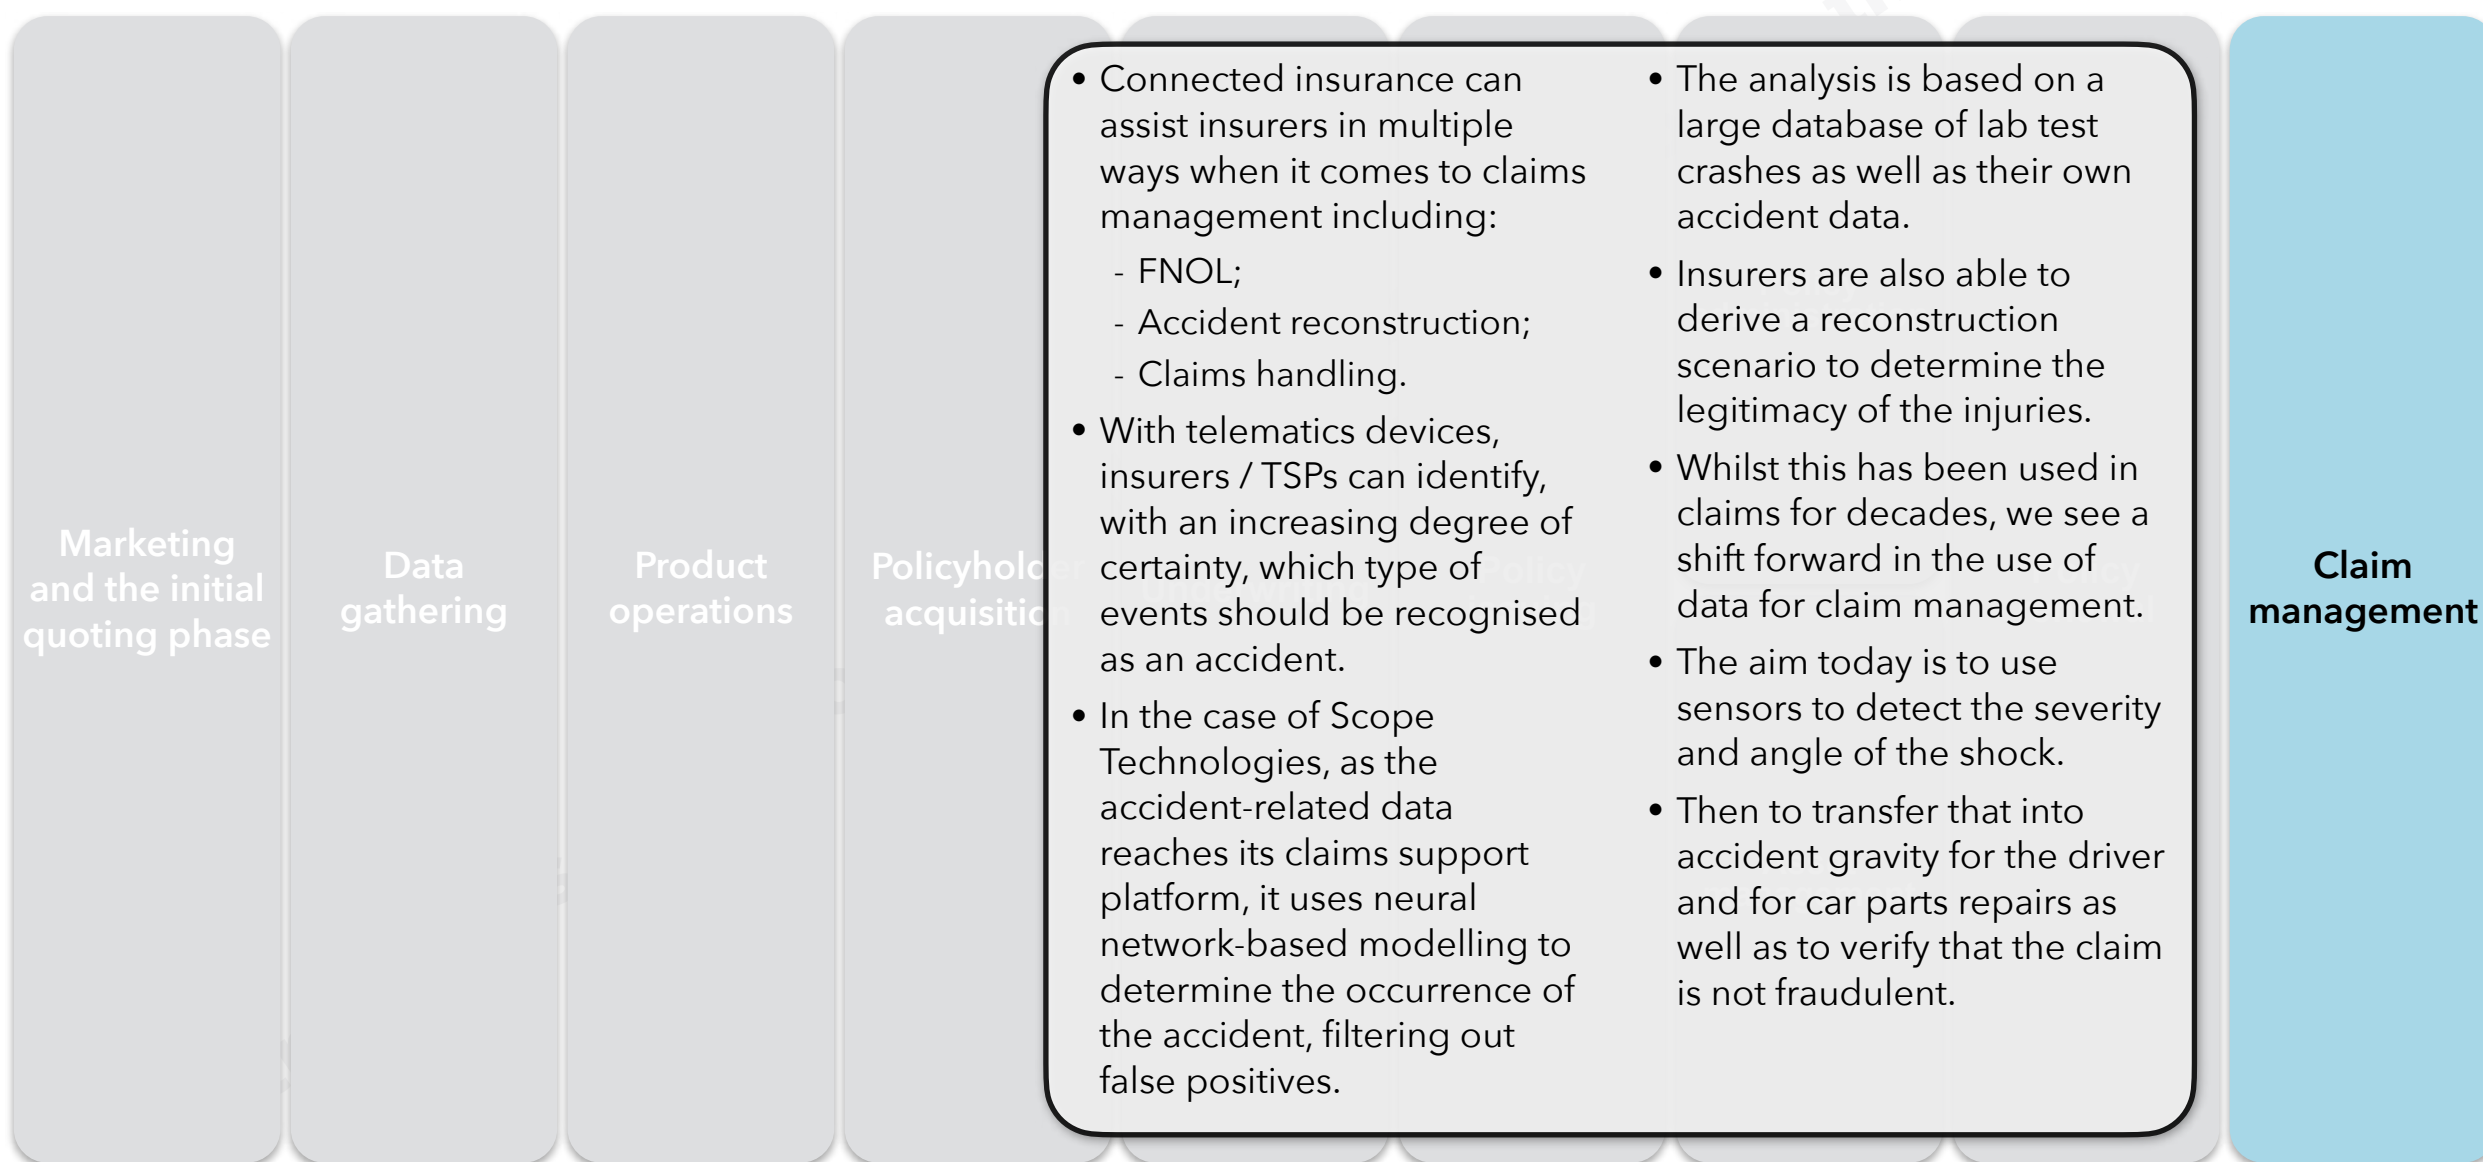 Marketing
and the initial
quoting phase
Data
gathering
Product
operations
Policyholder
acquisition
• Connected insurance can
assist insurers in multiple
ways when it comes to claims
management including:
- FNOL;
- Accident reconstruction;
- Claims handling.
• With telematics devices,
insurers / TSPs can identify,
with an increasing degree of
certainty, which type of
events should be recognised
as an accident.
• In the case of Scope
Technologies, as the
accident-related data
reaches its claims support
platform, it uses neural
network-based modelling to
determine the occurrence of
the accident, filtering out
false positives.
• The analysis is based on a
large database of lab test
crashes as well as their own
accident data.
• Insurers are also able to
derive a reconstruction
scenario to determine the
legitimacy of the injuries.
• Whilst this has been used in
claims for decades, we see a
shift forward in the use of
data for claim management.
• The aim today is to use
sensors to detect the severity
and angle of the shock.
• Then to transfer that into
accident gravity for the driver
and for car parts repairs as
well as to verify that the claim
is not fraudulent.
Policy
Policy
Claim
management